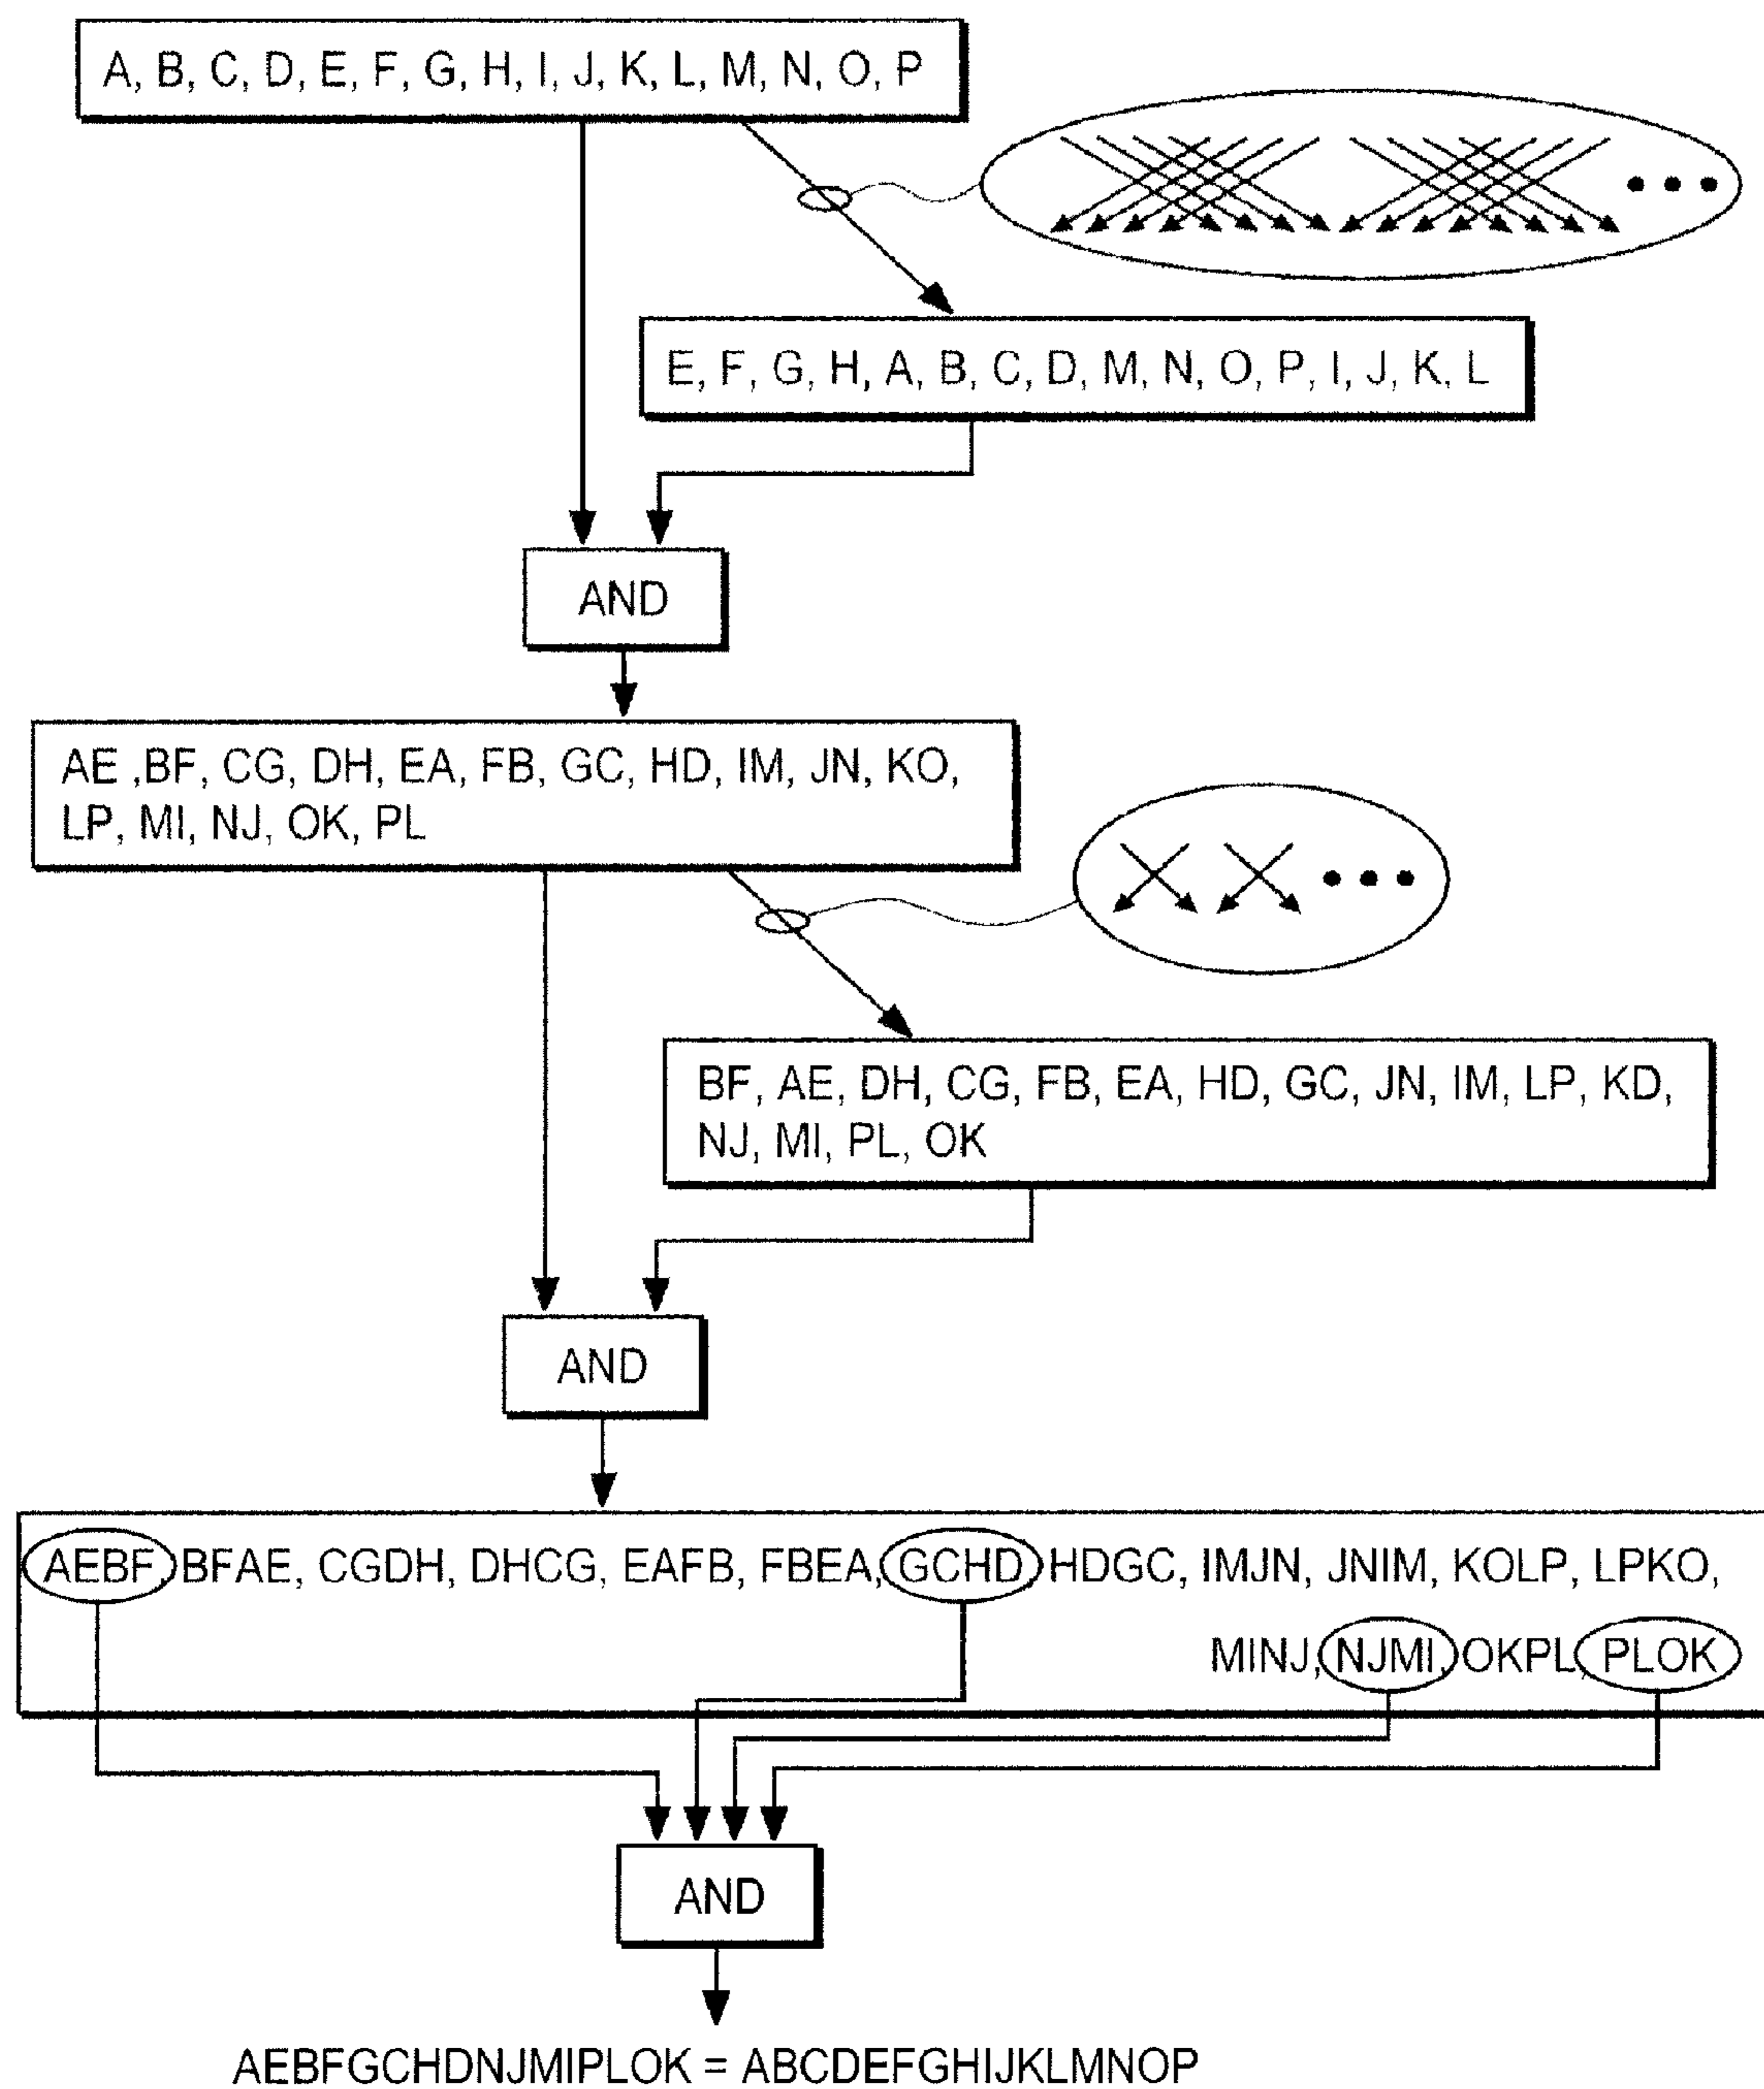 A, B, C, D, E, F, G, H, I, J, K, L, M, N, O, P
E, F, G, H, A, B, C, D, M, N, O, P, I, J, K, L
AND
AE ,BF, CG, DH, EA, FB, GC, HD, IM, JN, KO,
LP, MI, NJ, OK, PL
BF, AE, DH, CG, FB, EA, HD, GC, JN, IM, LP, KD,
NJ, MI, PL, OK
AND
AEBF, BFAE, CGDH, DHCG, EAFB, FBEA, GCHD, HDGC, IMJN, JNIM, KOLP, LPKO,
MINJ, NJMI, OKPL, PLOK
AND
AEBFGCHDNJMIPLOK = ABCDEFGHIJKLMNOP